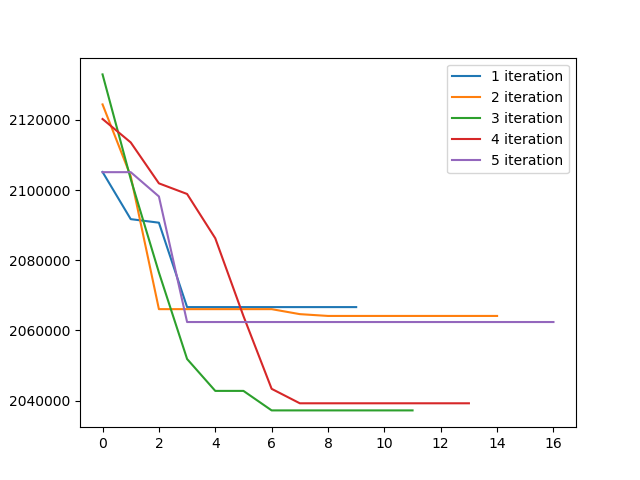 1 iteration
2 iteration
3 iteration
4 iteration
5 iteration
2120000
2100000
2080000
2060000
2040000
0 2 4 6 8 10 12 14 16